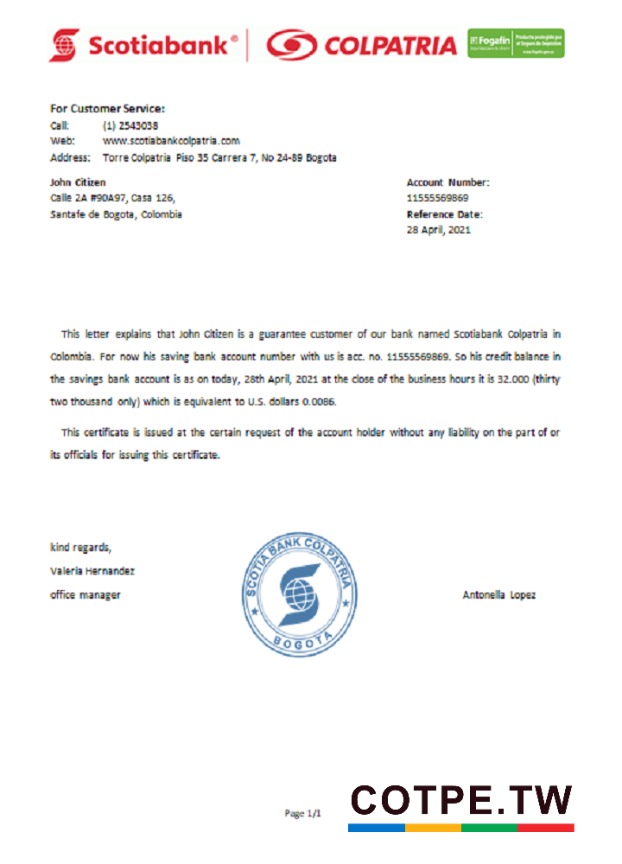 Scotiabank® COLPATRIA Fogafín
For Customer Service:
Call: (1) 2543038
Web: www.scotiabankcolpatria.com
Address: Torre Colpatria Piso 35 Carrera 7, No 24-89 Bogota
John Citizen
Calle 2A #90A97, Casa 126,
Santafe de Bogota, Colombia
Account Number:
11555569869
Reference Date:
28 April, 2021
This letter explains that John Citizen is a guarantee customer of our bank named Scotiabank Colpatria in
Colombia. For now his saving bank account number with us is acc. no. 11555569869. So his credit balance in
the savings bank account is as on today, 28th April, 2021 at the close of the business hours it is 32.000 (thirty
two thousand only) which is equivalent to U.S. dollars 0.0086.
This certificate is issued at the certain request of the account holder without any liability on the part of or
its officials for issuing this certificate.
kind regards,
Valeria Hernandez
office manager
SCOTIA BANK COLPATRIA
BOGOTA
Antonella Lopez
Page 1/1
COTPE.TW